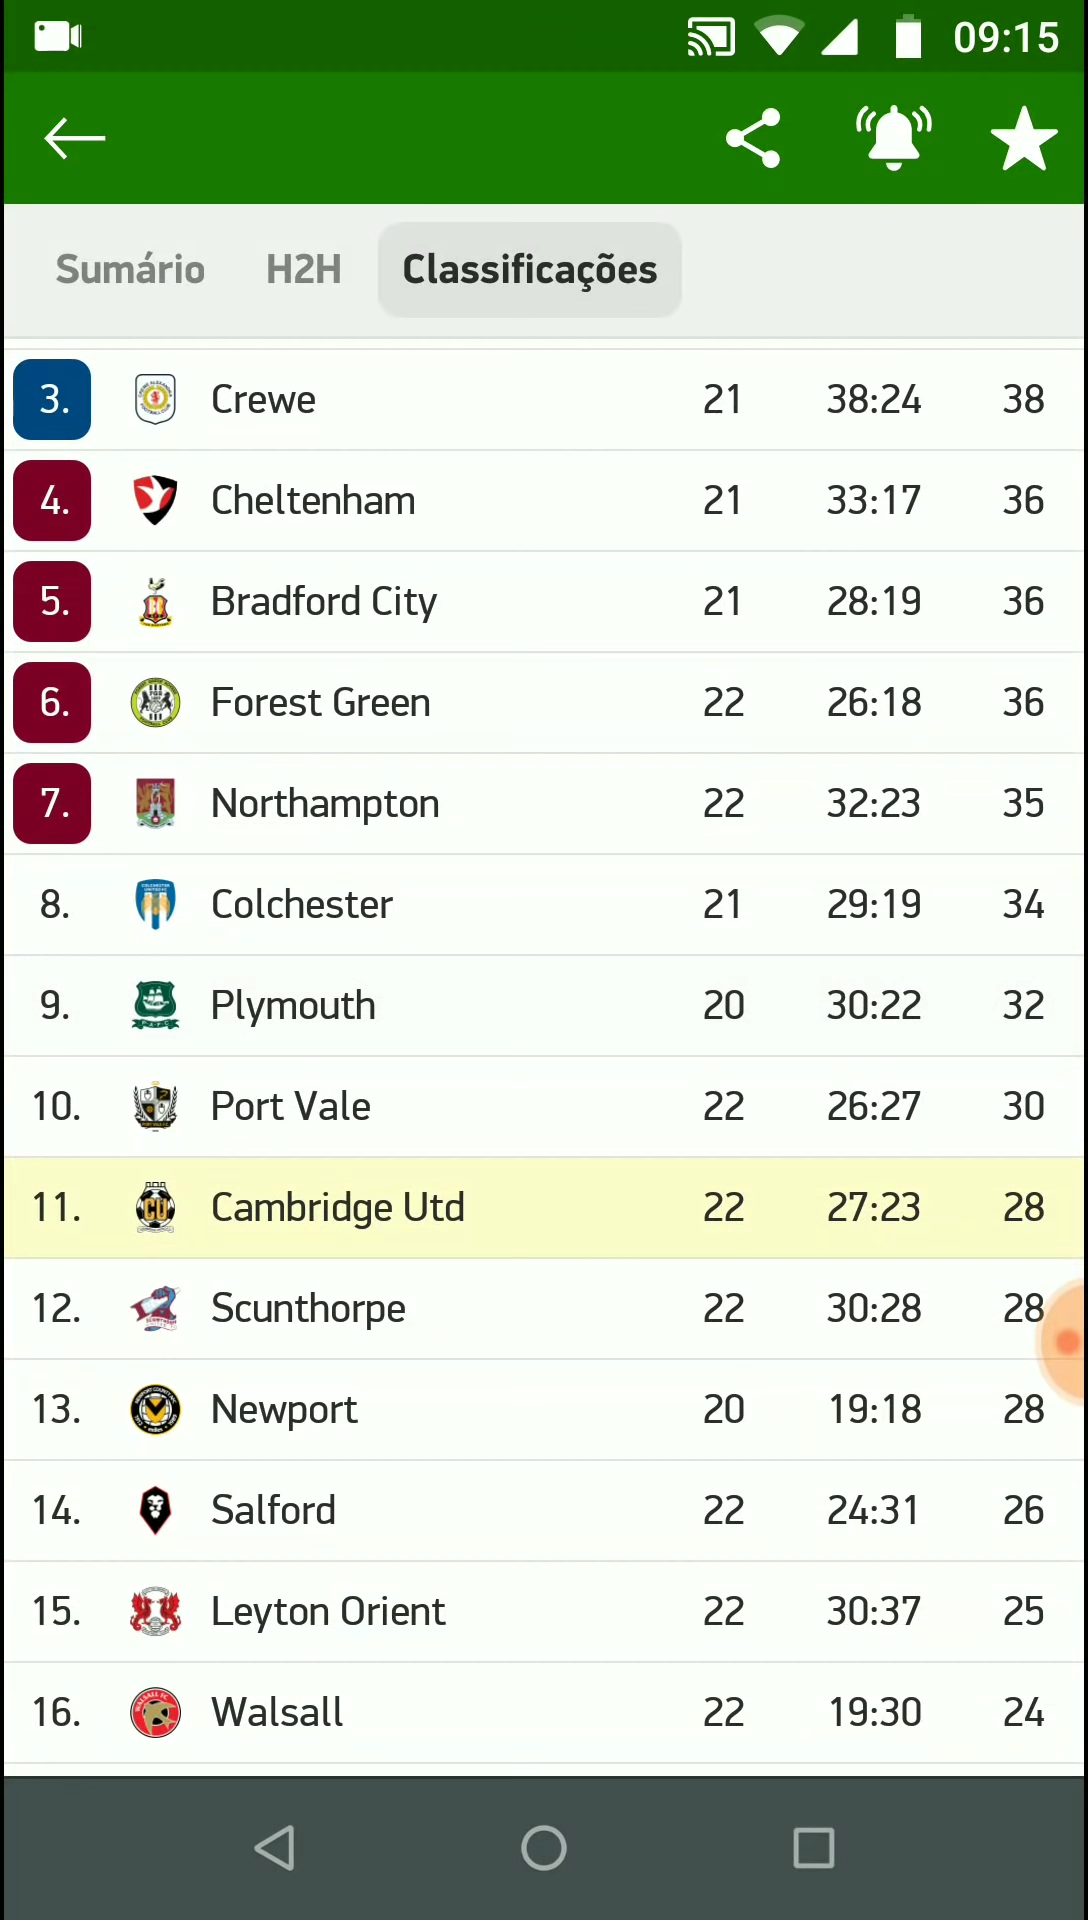 09:15
Sumário H2H Classificações
3. Crewe 21 38:24 38
4. Cheltenham 21 33:17 36
5. Bradford City 21 28:19 36
6. Forest Green 22 26:18 36
7. Northampton 22 32:23 35
8. Colchester 21 29:19 34
9. Plymouth 20 30:22 32
10. Port Vale 22 26:27 30
11. Cambridge Utd 22 27:23 28
12. Scunthorpe 22 30:28 28
13. Newport 20 19:18 28
14. Salford 22 24:31 26
15. Leyton Orient 22 30:37 25
16. Walsall 22 19:30 24